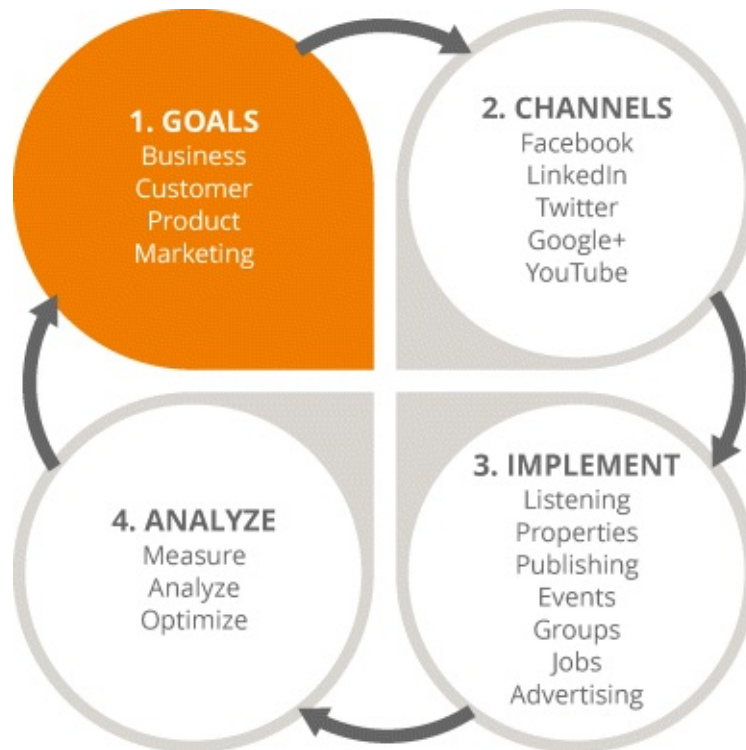 1. GOALS
Business
Customer
Product
Marketing
2. CHANNELS
Facebook
LinkedIn
Twitter
Google+
YouTube
3. IMPLEMENT
Listening
Properties
Publishing
Events
Groups
Jobs
Advertising
4. ANALYZE
Measure
Analyze
Optimize